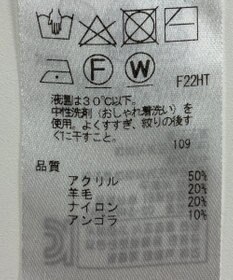 F
W
F22HT
液温は30℃以下。
中性洗剤(おしゃれ着洗い)を
使用。よくすすぎ、絞りの後す
ぐに干すこと。
109
品質
アクリル 50%
羊毛 20%
ナイロン 20%
アンゴラ 10%